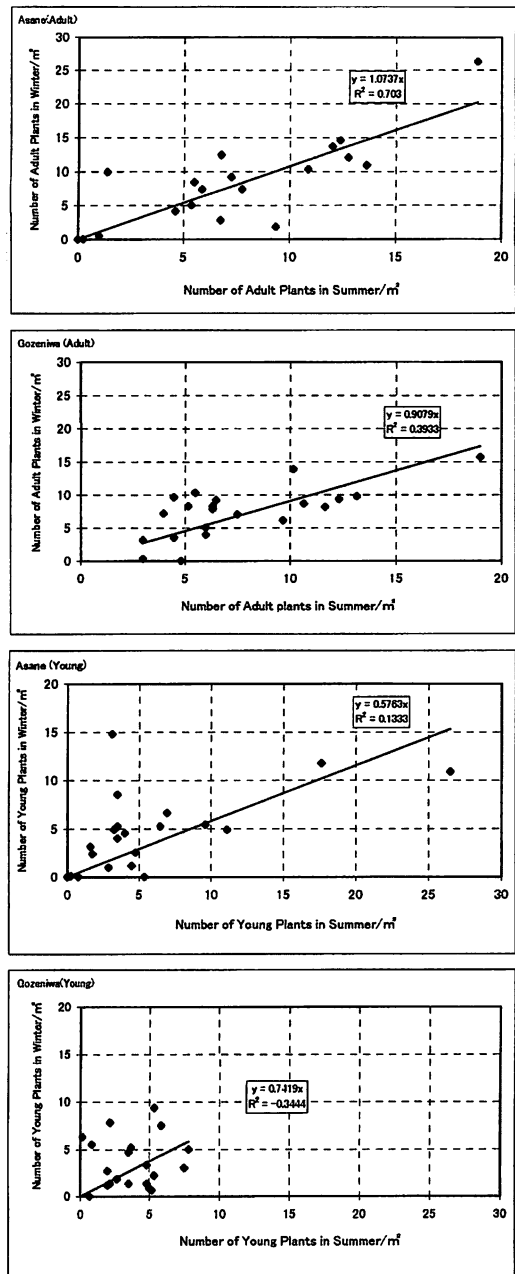 Asane(Adult)
30
25
20
15
10
5
0
0 5 10 15 20
y = 1.0737x
R² = 0.703
Number of Adult Plants in Winter/㎡
Number of Adult Plants in Summer/㎡
Gozeniwa (Adult)
30
25
20
15
10
5
0
0 5 10 15 20
y = 0.9079x
R² = 0.3933
Number of Adult Plants in Winter/㎡
Number of Adult plants in Summer/㎡
Asane (Young)
20
15
10
5
0
0 5 10 15 20 25 30
y = 0.5763x
R² = 0.1333
Number of Young Plants in Winter/㎡
Number of Young Plants in Summer/㎡
Gozeniwa(Young)
20
15
10
5
0
0 5 10 15 20 25 30
y = 0.7419x
R² = -0.3444
Number of Young Plants in Winter/㎡
Number of Young Plants in Summer/㎡